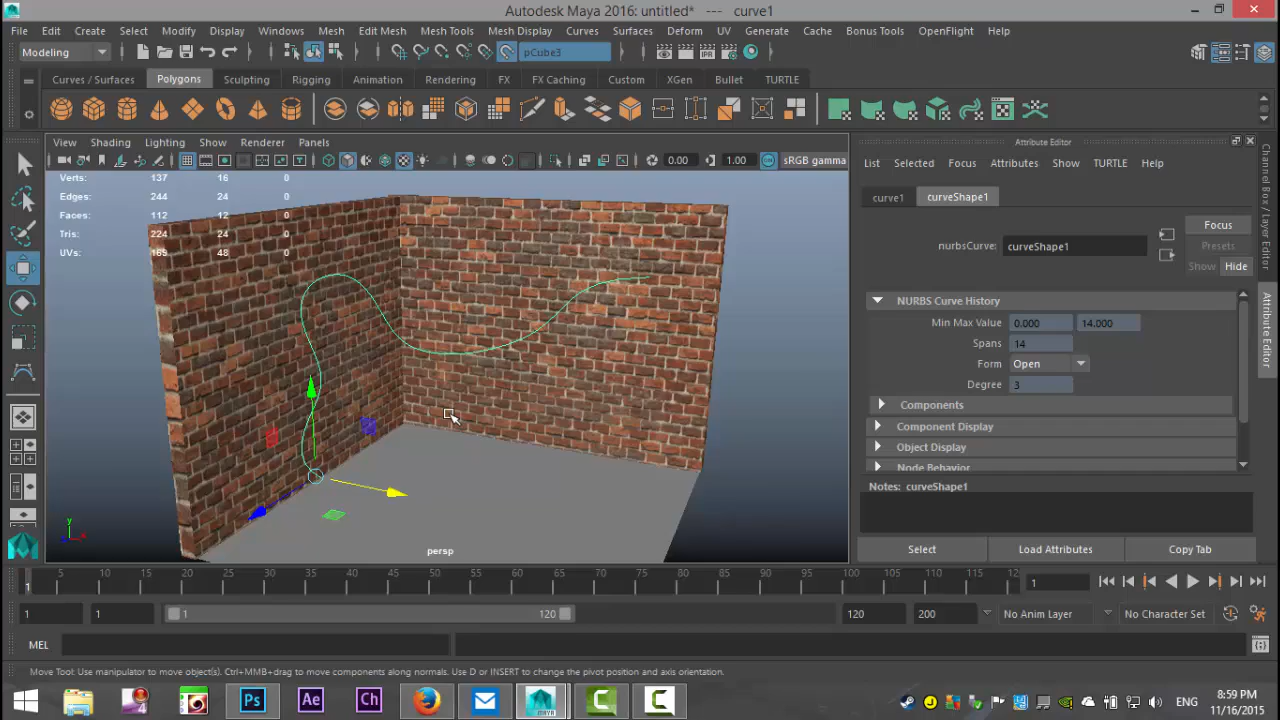 Autodesk Maya 2016: untitled* --- curve1
File Edit Create Select Modify Display Windows Mesh Edit Mesh Mesh Tools Mesh Display Curves Surfaces Deform UV Generate Cache Bonus Tools OpenFlight Help
Modeling pCube3
Curves / Surfaces Polygons Sculpting Rigging Animation Rendering FX FX Caching Custom XGen Bullet TURTLE
View Shading Lighting Show Renderer Panels
0.00 1.00 sRGB gamma
Verts: 137 16 0
Edges: 244 24 0
Faces: 112 12 0
Tris: 224 24 0
UVs: 169 48 0
persp
Attribute Editor
List Selected Focus Attributes Show TURTLE Help
curve1 curveShape1
Focus
nurbsCurve: curveShape1
Presets
Show Hide
NURBS Curve History
Min Max Value 0.000 14.000
Spans 14
Form Open
Degree 3
Components
Component Display
Object Display
Node Behavior
Notes: curveShape1
Select Load Attributes Copy Tab
Channel Box / Layer Editor
Attribute Editor
1 5 10 15 20 25 30 35 40 45 50 55 60 65 70 75 80 85 90 95 100 105 110 115 12 1
1 1 1 120 120 200 No Anim Layer No Character Set
MEL
Move Tool: Use manipulator to move object(s). Ctrl+MMB+drag to move components along normals. Use D or INSERT to change the pivot position and axis orientation.
Ps Ae Ch MAYA C C
ENG
8:59 PM
11/16/2015